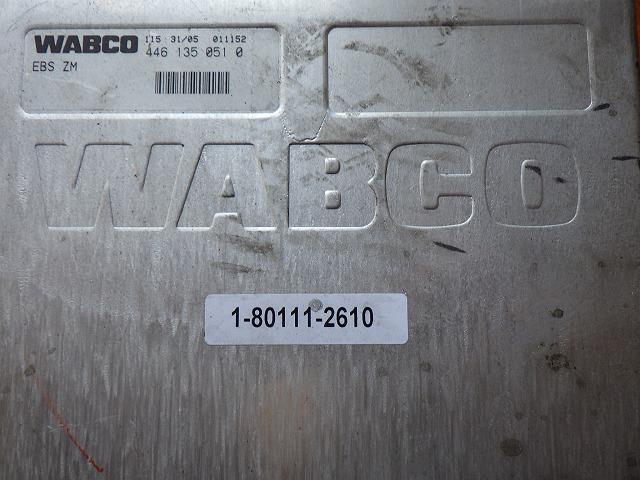 WABCO 115 31/05 011152
446 135 051 0
EBS ZM
WABCO
1-80111-2610